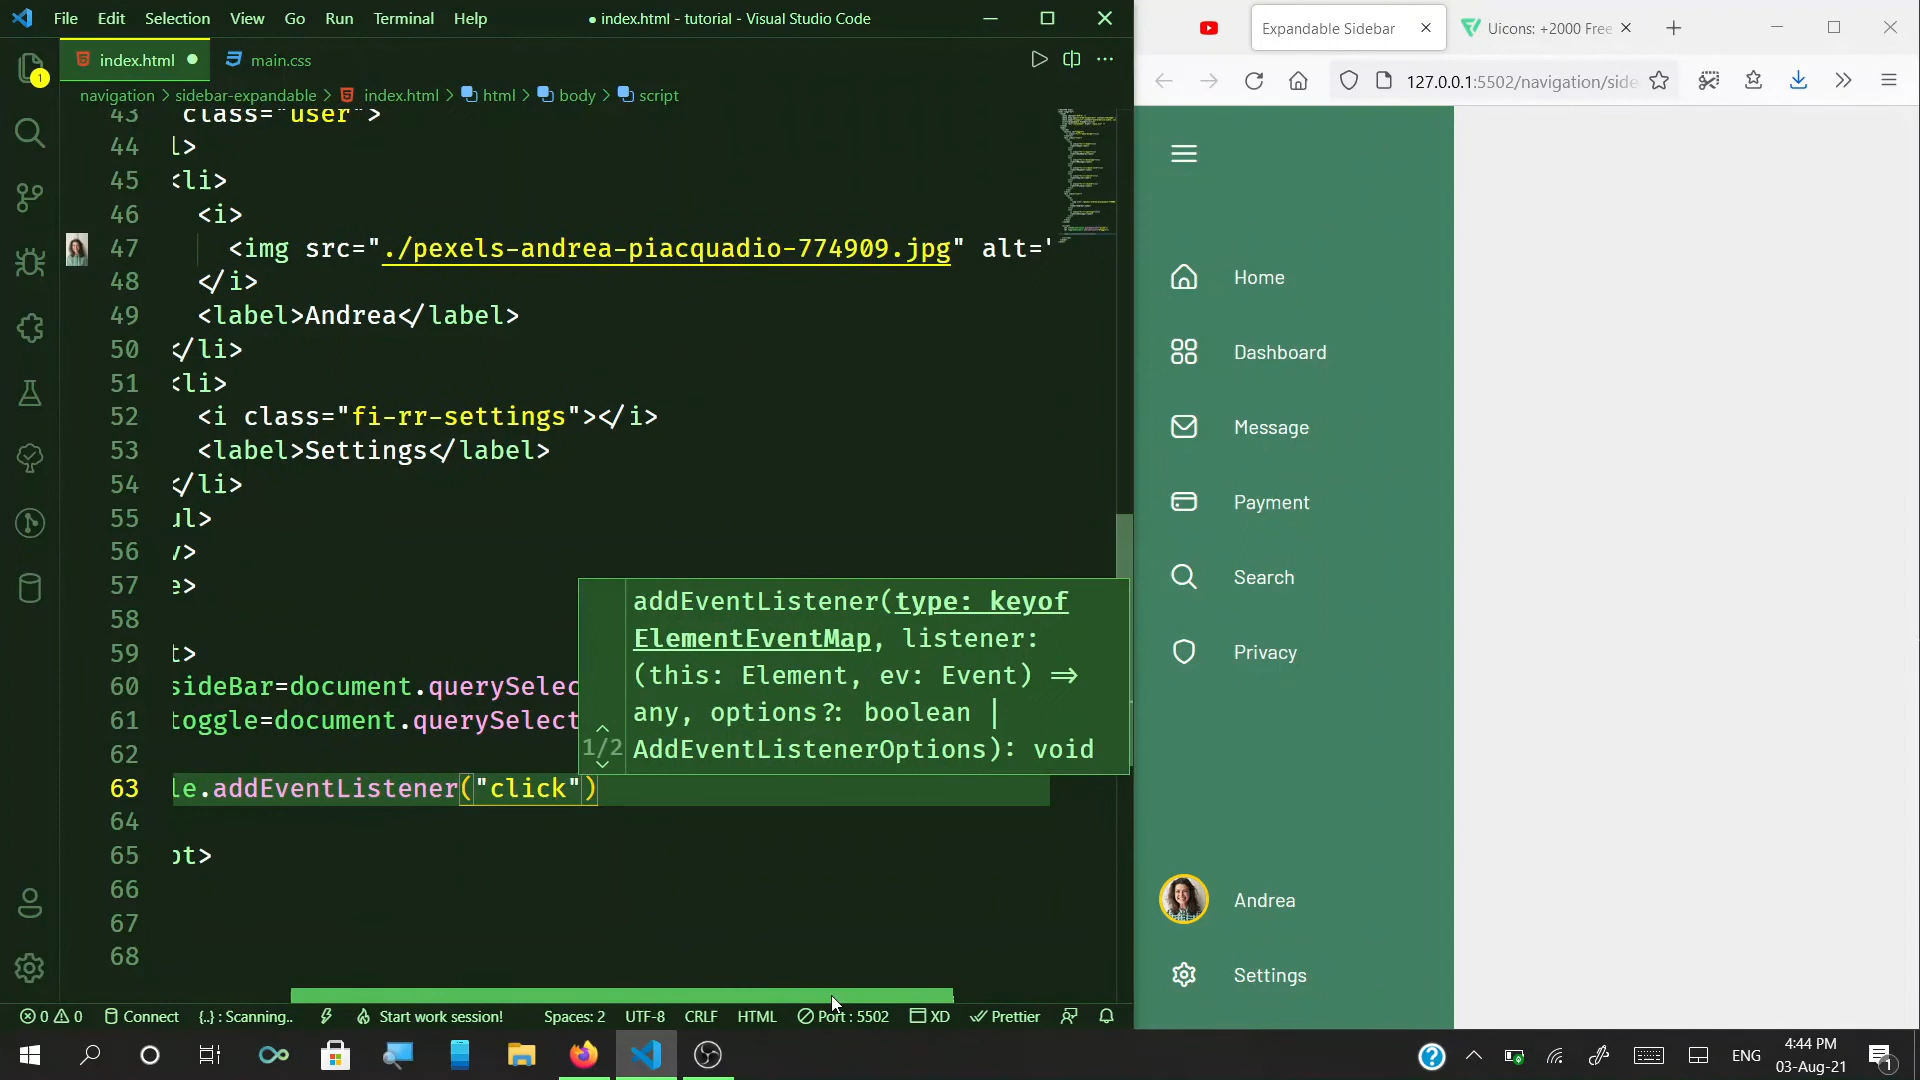 File Edit Selection View Go Run Terminal Help ● index.html - tutorial - Visual Studio Code
index.html ● main.css
navigation > sidebar-expandable > index.html > html > body > script
43 class="user">
44 l>
45 <li>
46 <i>
47 <img src="./pexels-andrea-piacquadio-774909.jpg" alt='
48 </i>
49 <label>Andrea</label>
50 </li>
51 <li>
52 <i class="fi-rr-settings"></i>
53 <label>Settings</label>
54 </li>
55 ul>
56 v>
57 e>
58
59 t>
60 sideBar=document.querySelec
61 toggle=document.querySelect
62
63 le.addEventListener("click")
64
65 pt>
66
67
68
addEventListener(type: keyof
ElementEventMap, listener:
(this: Element, ev: Event) =>
any, options?: boolean |
AddEventListenerOptions): void
1/2
1
0 0 Connect {..} : Scanning.. Start work session! Spaces: 2 UTF-8 CRLF HTML Port : 5502 XD Prettier
Expandable Sidebar Uicons: +2000 Free
127.0.0.1:5502/navigation/side
Home
Dashboard
Message
Payment
Search
Privacy
Andrea
Settings
ENG 4:44 PM
03-Aug-21
1